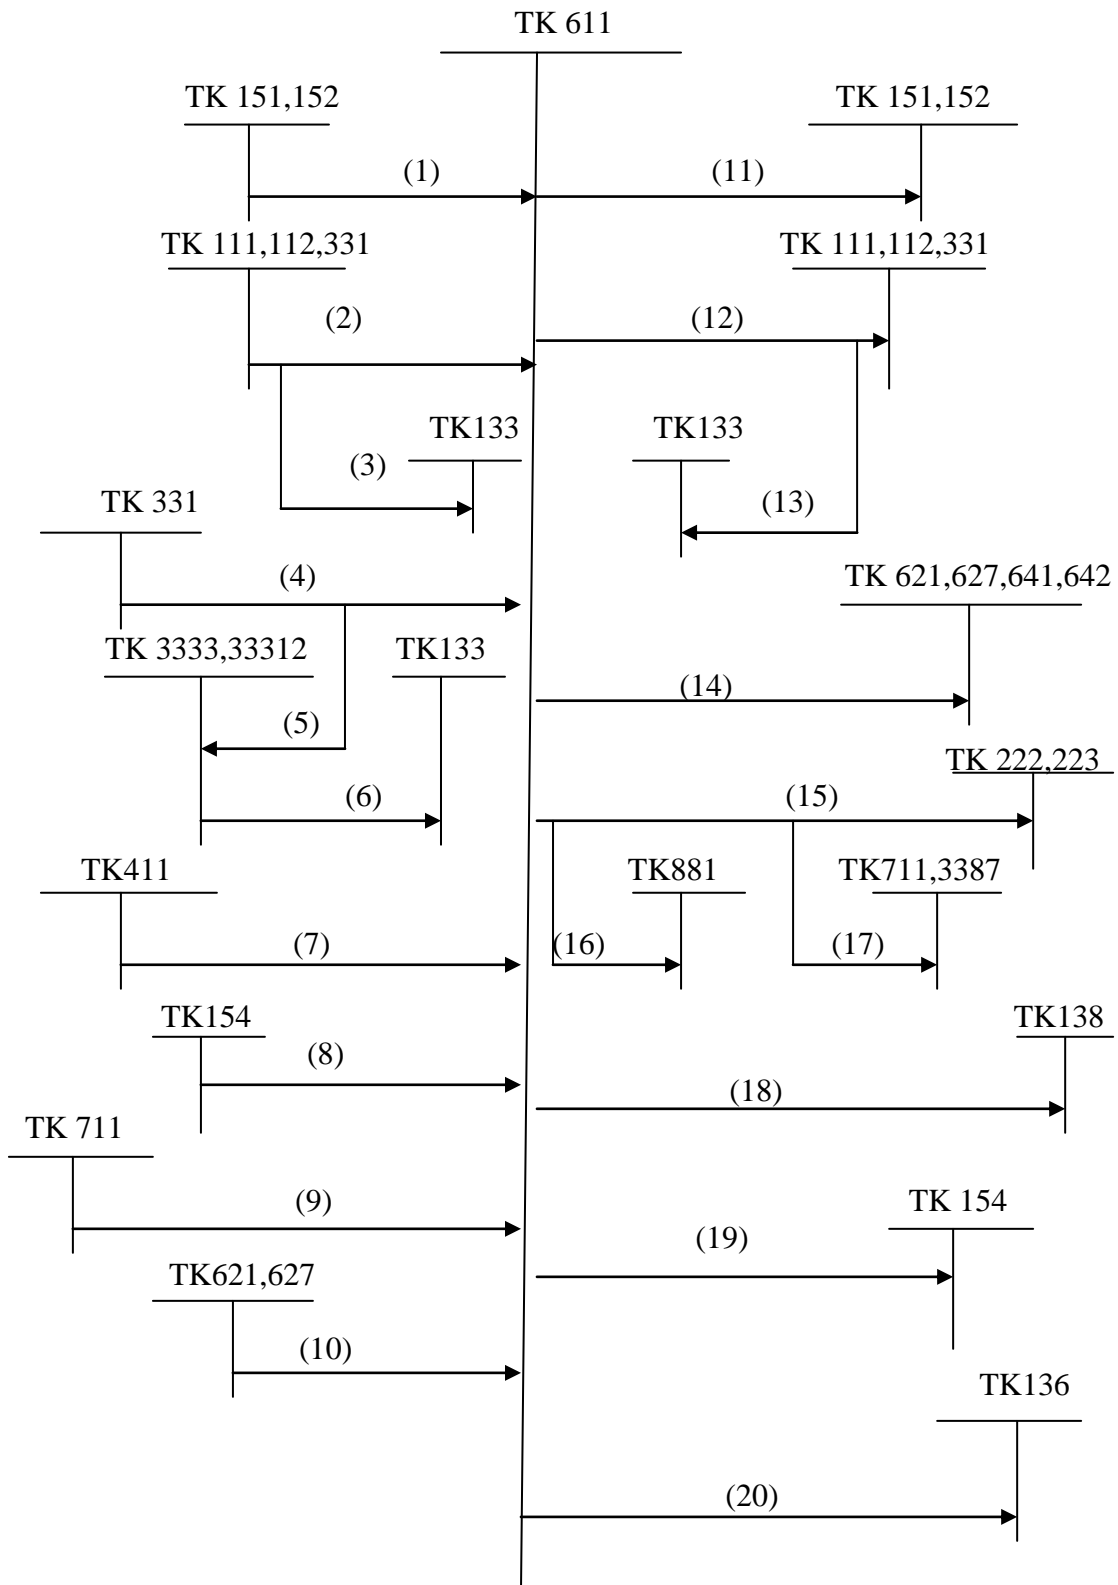 TK 611
TK 151,152
TK 151,152
(1)
(11)
TK 111,112,331
TK 111,112,331
(2)
(12)
TK133
TK133
(3)
(13)
TK 331
(4)
TK 621,627,641,642
TK 3333,33312
TK133
(14)
(5)
TK 222,223
(6)
(15)
TK411
TK881
TK711,3387
(7)
(16)
(17)
TK154
TK138
(8)
(18)
TK 711
(9)
TK 154
(19)
TK621,627
(10)
TK136
(20)